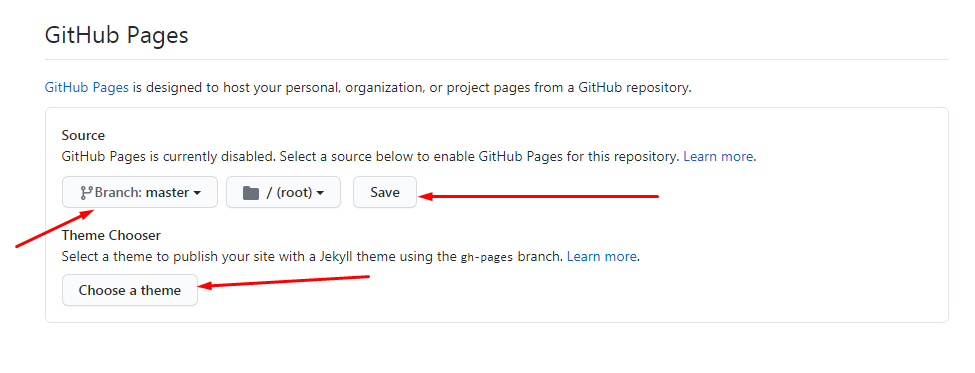 GitHub Pages
GitHub Pages is designed to host your personal, organization, or project pages from a GitHub repository.
Source
GitHub Pages is currently disabled. Select a source below to enable GitHub Pages for this repository. Learn more.
Branch: master / (root) Save
Theme Chooser
Select a theme to publish your site with a Jekyll theme using the gh-pages branch. Learn more.
Choose a theme